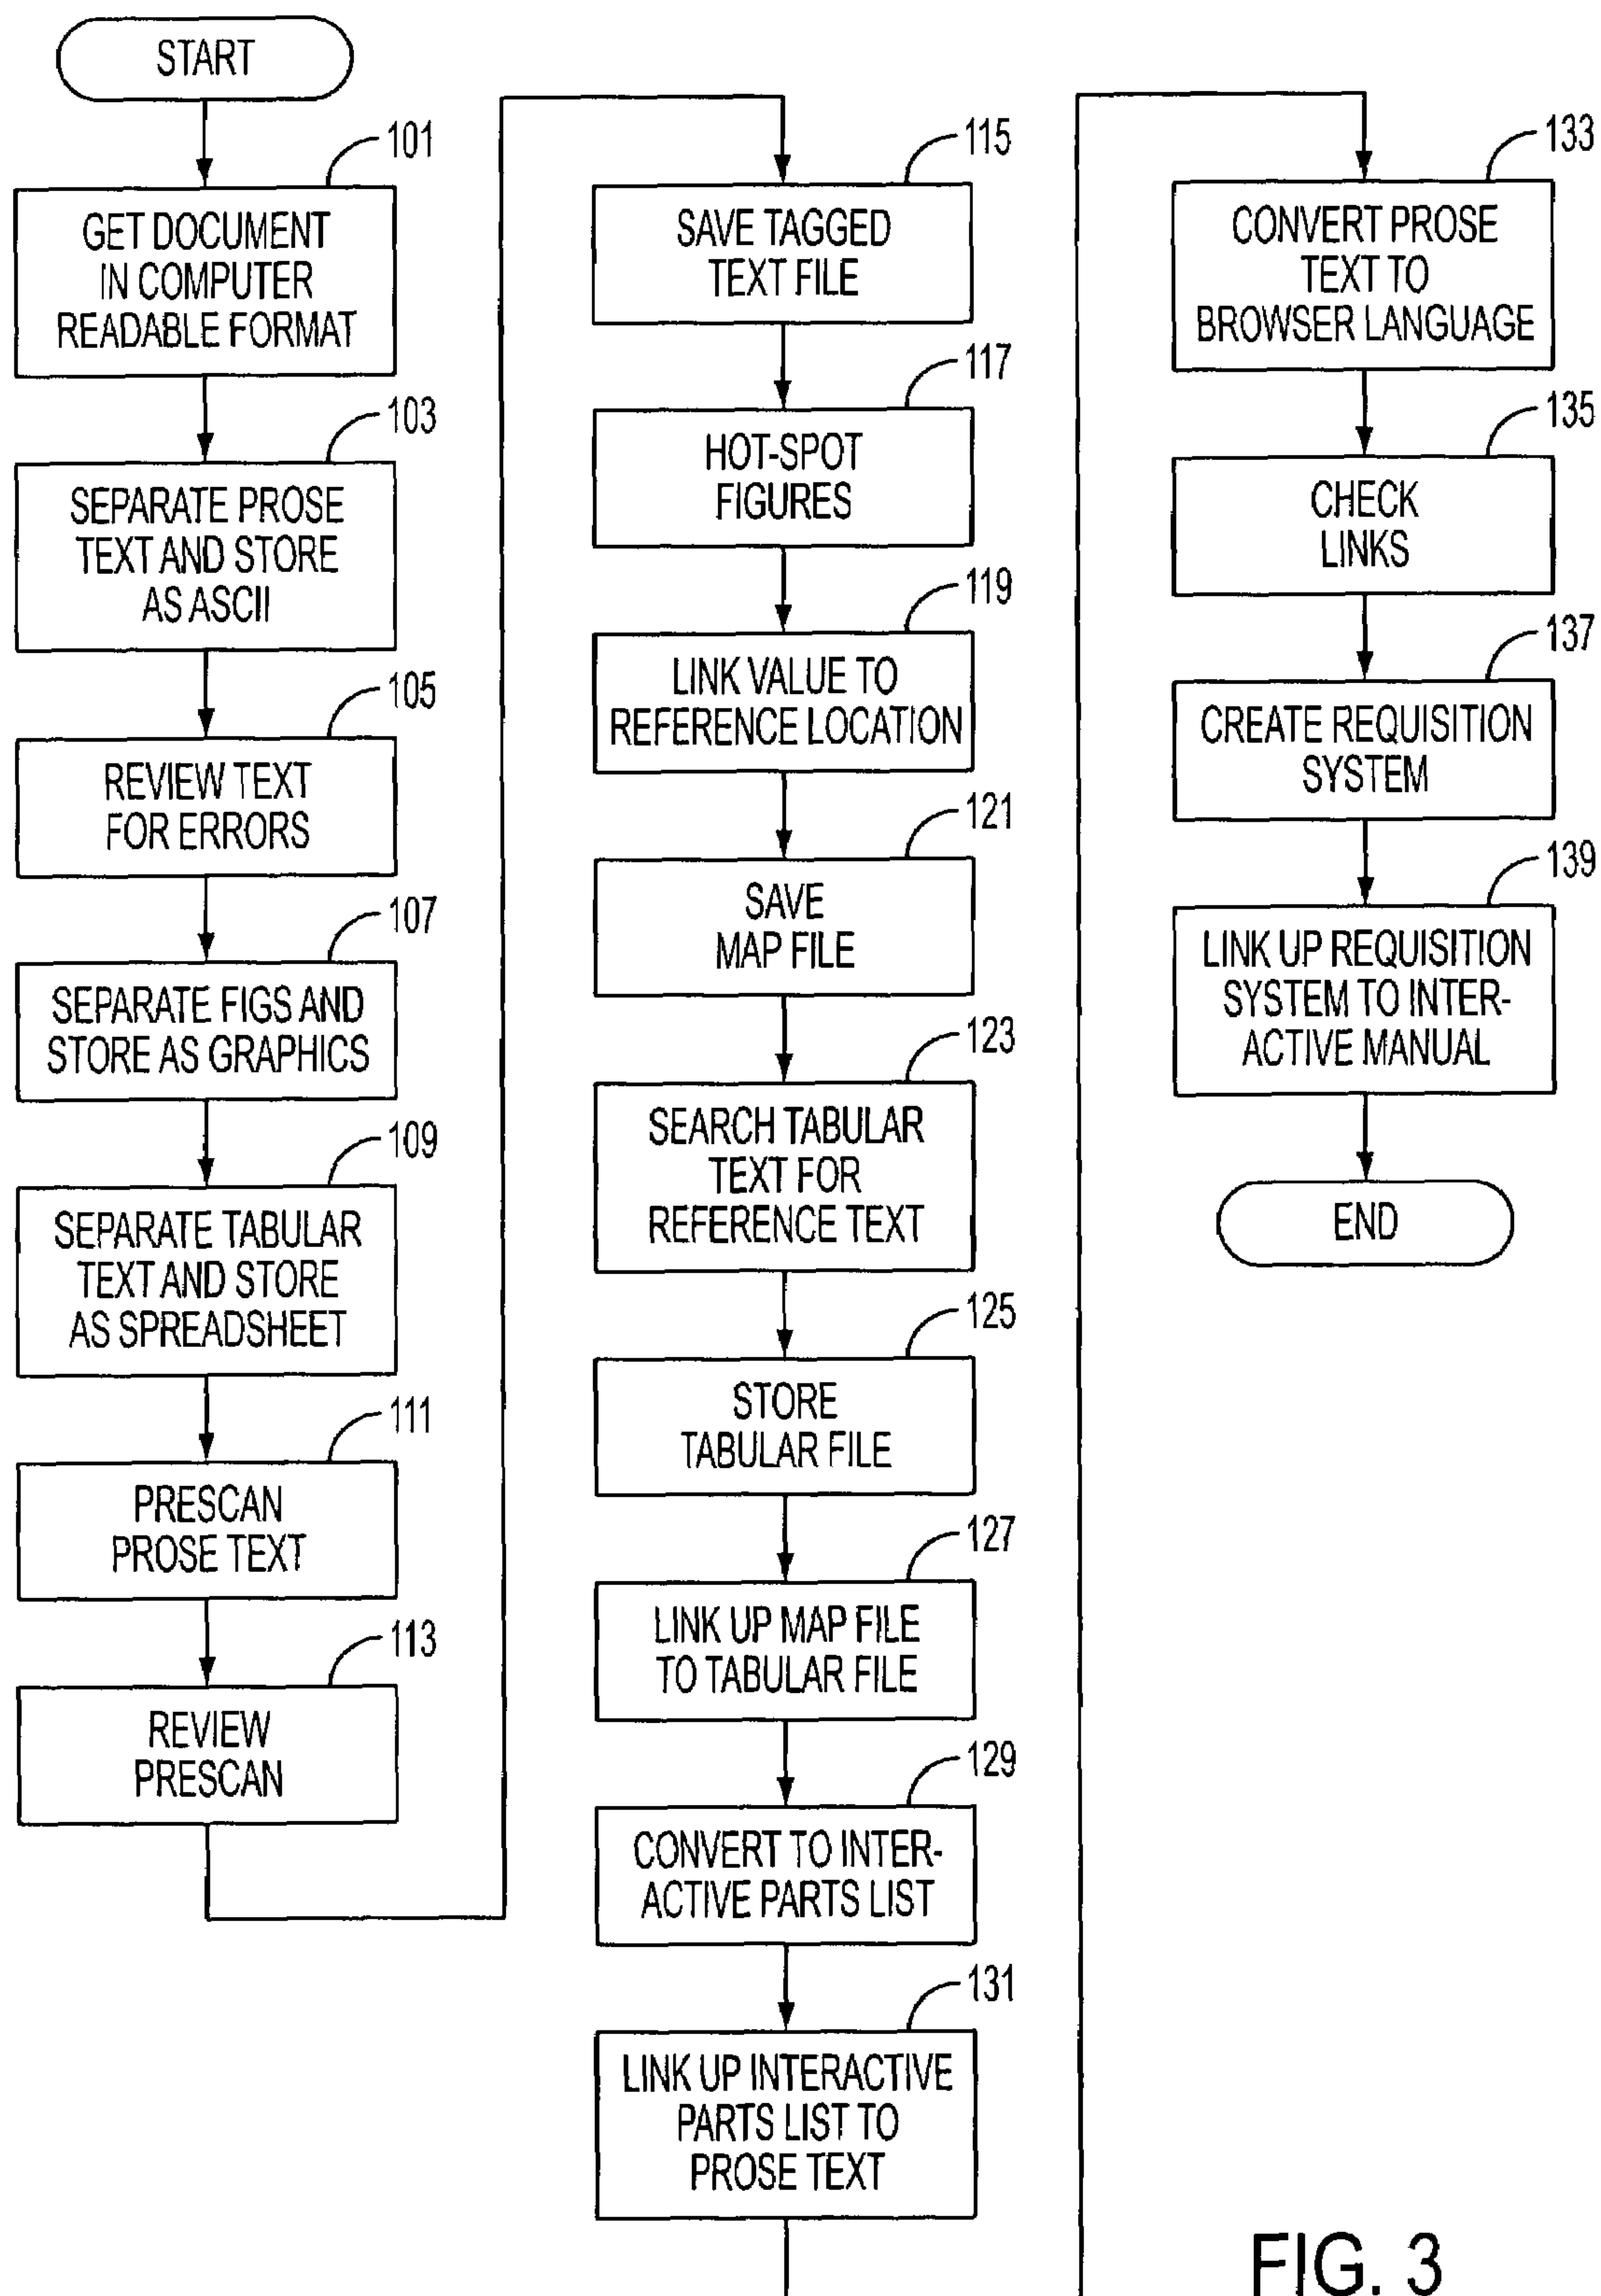 START
101
GET DOCUMENT
IN COMPUTER
READABLE FORMAT
103
SEPARATE PROSE
TEXT AND STORE
AS ASCII
105
REVIEW TEXT
FOR ERRORS
107
SEPARATE FIGS AND
STORE AS GRAPHICS
109
SEPARATE TABULAR
TEXT AND STORE
AS SPREADSHEET
111
PRESCAN
PROSE TEXT
113
REVIEW
PRESCAN
115
SAVE TAGGED
TEXT FILE
117
HOT-SPOT
FIGURES
119
LINK VALUE TO
REFERENCE LOCATION
121
SAVE
MAP FILE
123
SEARCH TABULAR
TEXT FOR
REFERENCE TEXT
125
STORE
TABULAR FILE
127
LINK UP MAP FILE
TO TABULAR FILE
129
CONVERT TO INTER-
ACTIVE PARTS LIST
131
LINK UP INTERACTIVE
PARTS LIST TO
PROSE TEXT
133
CONVERT PROSE
TEXT TO
BROWSER LANGUAGE
135
CHECK
LINKS
137
CREATE REQUISITION
SYSTEM
139
LINK UP REQUISITION
SYSTEM TO INTER-
ACTIVE MANUAL
END
FIG. 3